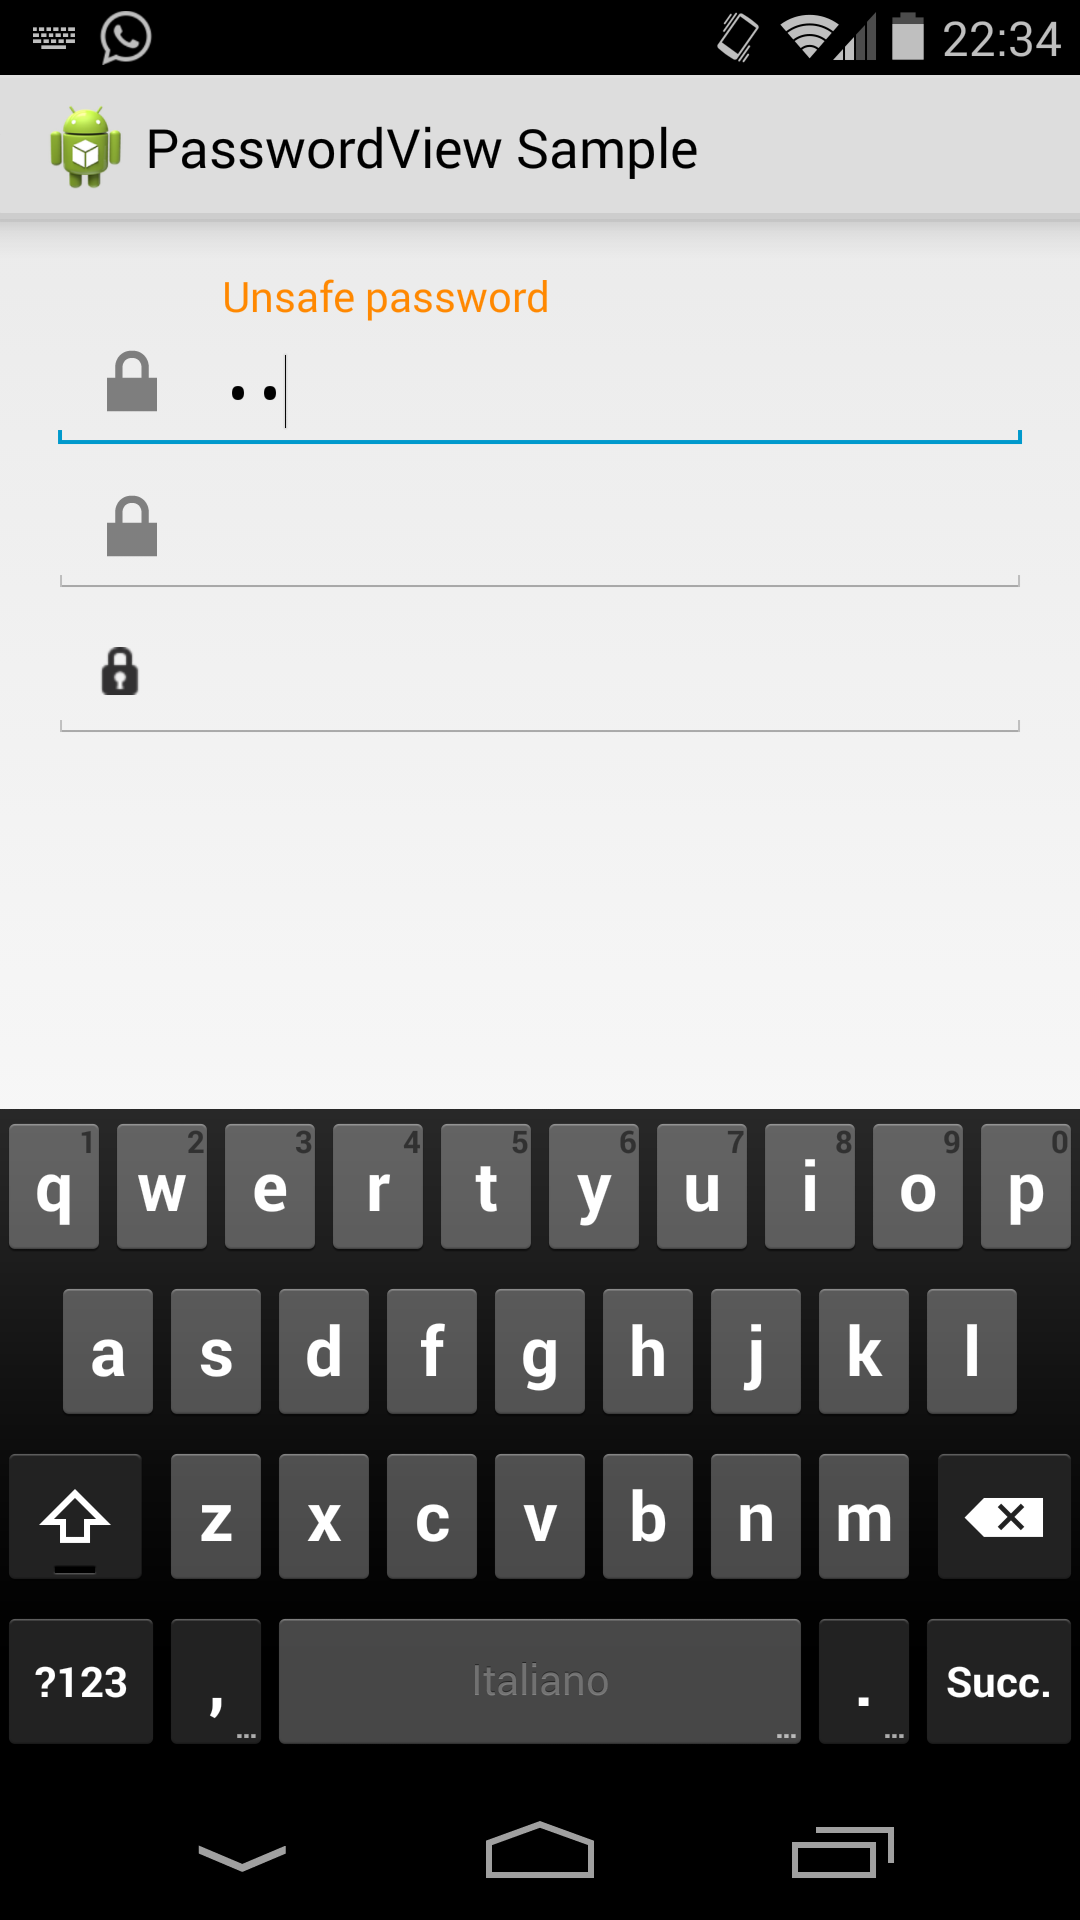 22:34
PasswordView Sample
Unsafe password
••
1 2 3 4 5 6 7 8 9 0
q w e r t y u i o p
a s d f g h j k l
z x c v b n m
?123 , ... Italiano ... . ... Succ.